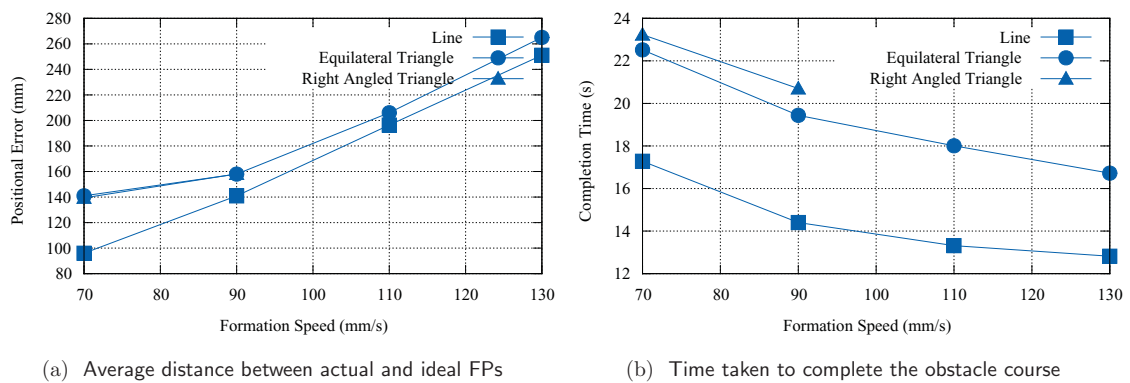 280
260
240
220
200
180
160
140
120
100
80
70 80 90 100 110 120 130
Positional Error (mm)
Formation Speed (mm/s)
Line
Equilateral Triangle
Right Angled Triangle
(a) Average distance between actual and ideal FPs
24
22
20
18
16
14
12
70 80 90 100 110 120 130
Completion Time (s)
Formation Speed (mm/s)
Line
Equilateral Triangle
Right Angled Triangle
(b) Time taken to complete the obstacle course